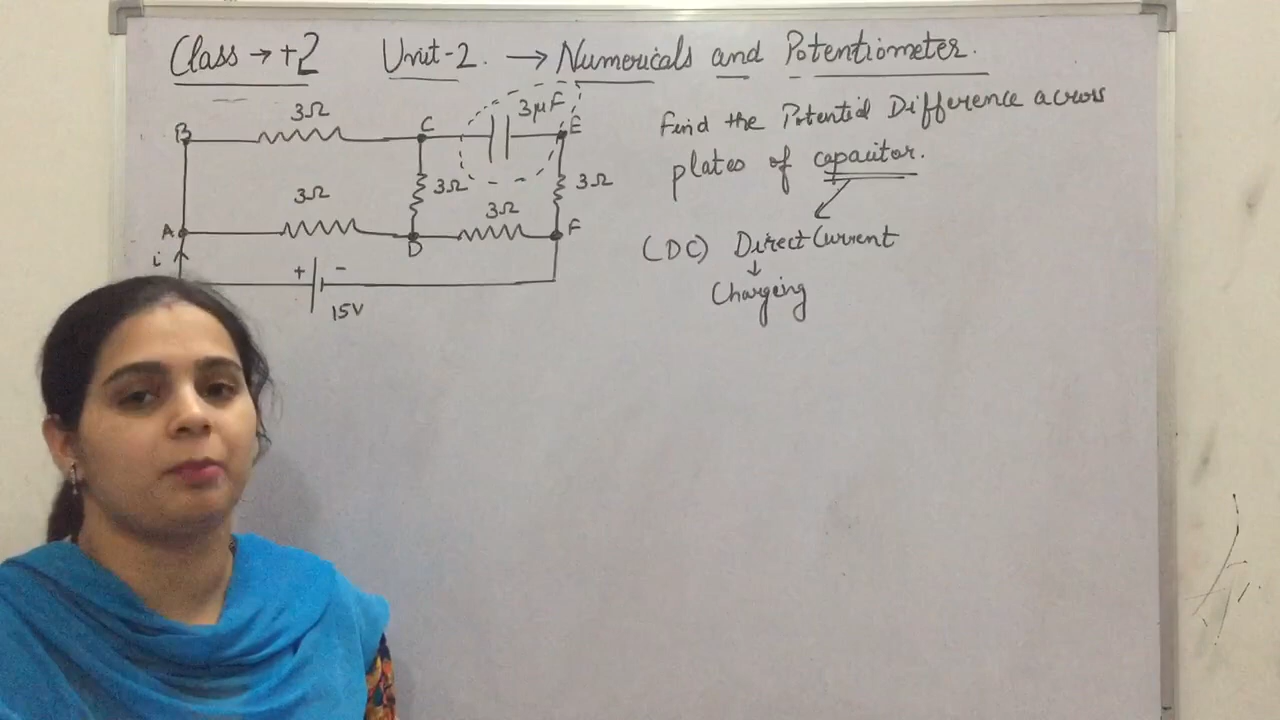 Class → +2 Unit-2. → Numericals and Potentiometer.
Find the Potential Difference across
plates of capacitor.
(DC) Direct Current
↓
Charging
B 3Ω C 3μF E
3Ω 3Ω
3Ω 3Ω
A D F
i
+ -
15V